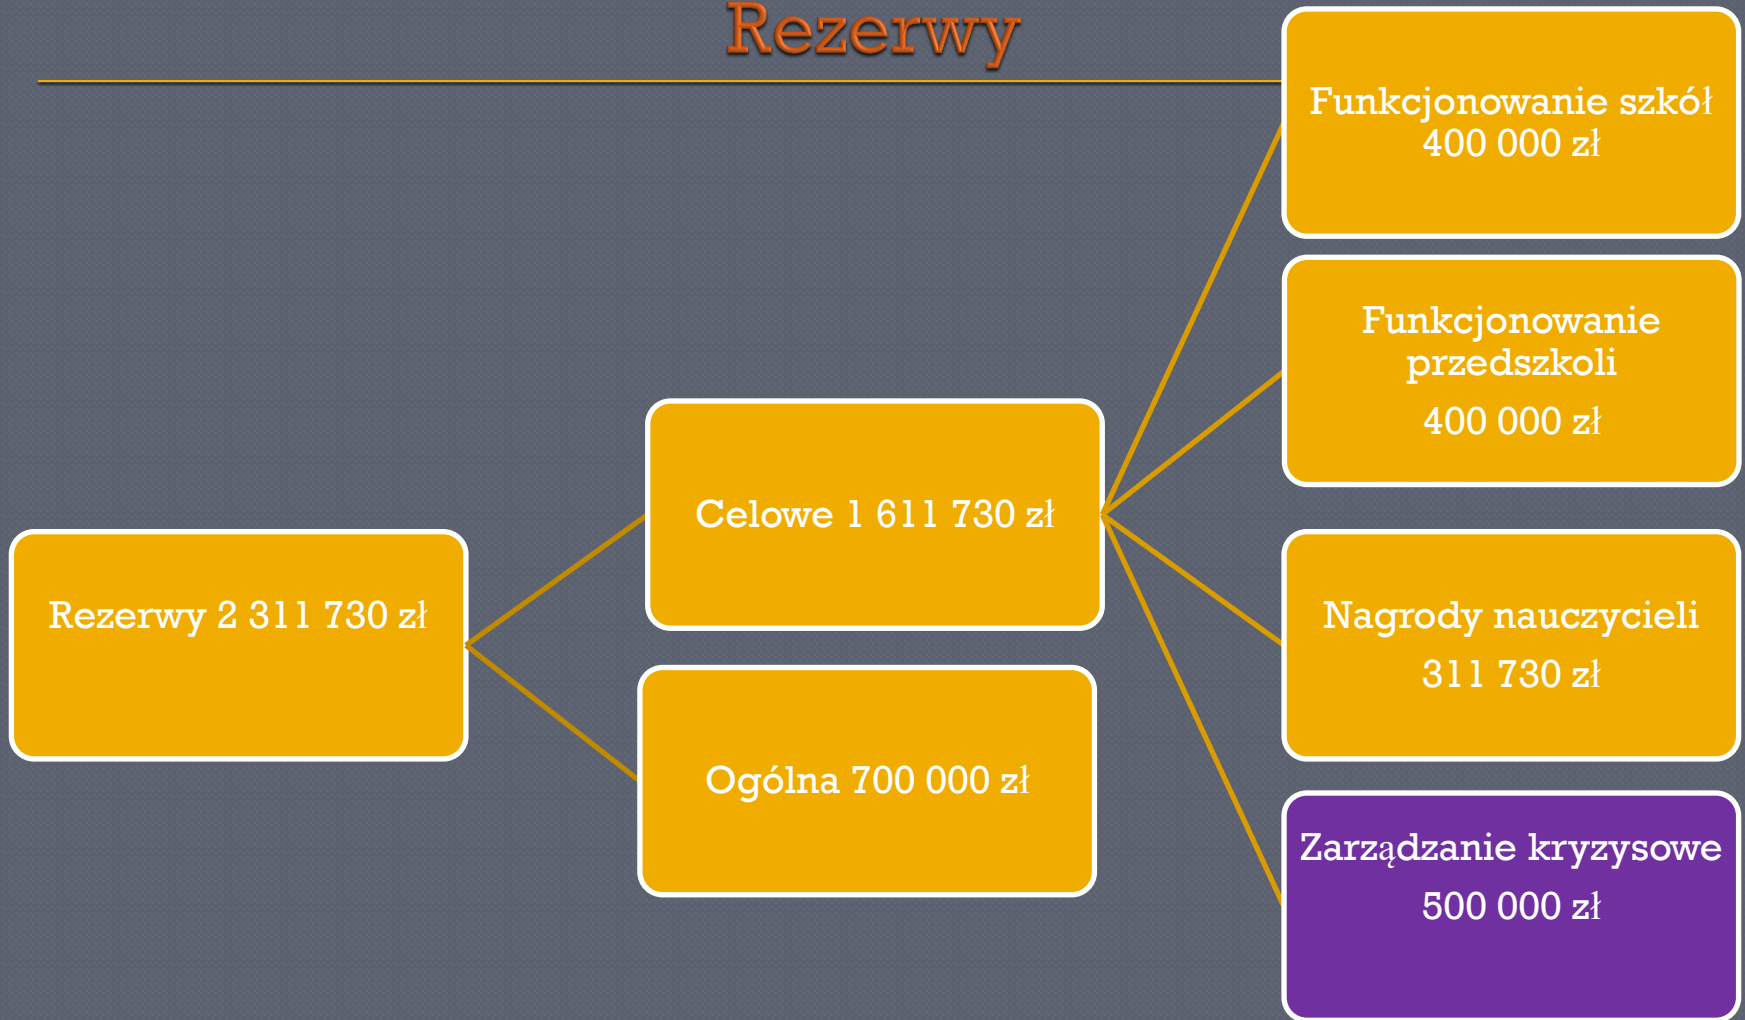 Rezerwy
Rezerwy 2 311 730 zł
Celowe 1 611 730 zł
Ogólna 700 000 zł
Funkcjonowanie szkół
400 000 zł
Funkcjonowanie
przedszkoli
400 000 zł
Nagrody nauczycieli
311 730 zł
Zarządzanie kryzysowe
500 000 zł